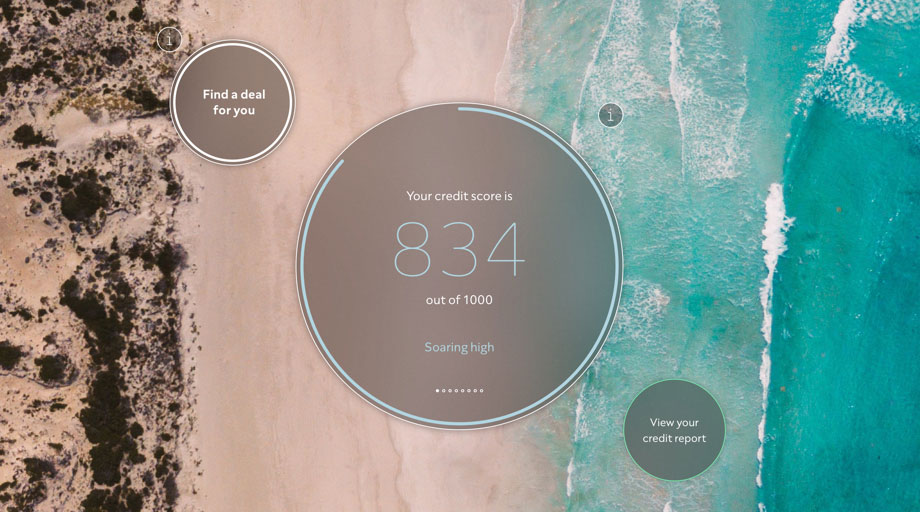 i
Find a deal
for you
i
Your credit score is
834
out of 1000
Soaring high
View your
credit report